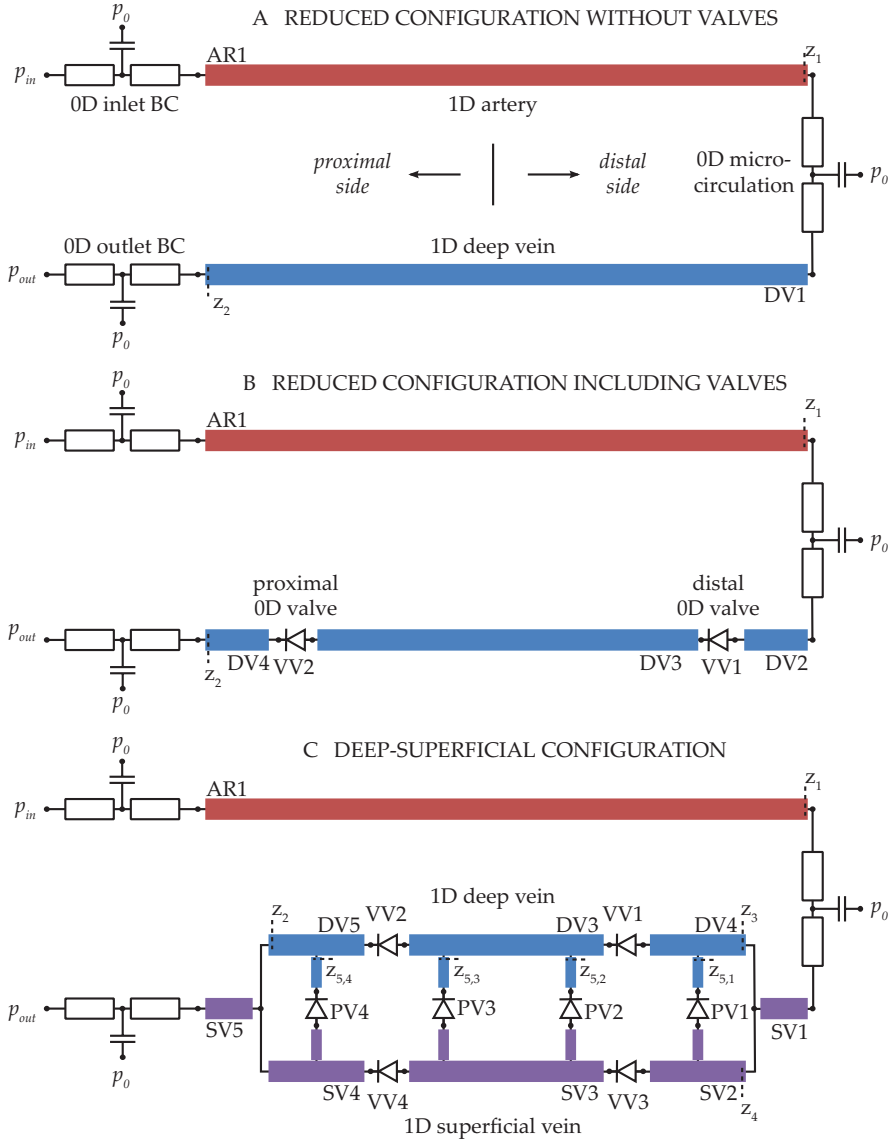 A REDUCED CONFIGURATION WITHOUT VALVES
p0
pin
AR1
z1
0D inlet BC
1D artery
proximal
side
distal
side
0D micro-
circulation
p0
0D outlet BC
1D deep vein
pout
z2
DV1
p0
B REDUCED CONFIGURATION INCLUDING VALVES
p0
AR1
z1
pin
p0
proximal
0D valve
distal
0D valve
pout
z2
DV4
VV2
DV3
VV1
DV2
p0
C DEEP-SUPERFICIAL CONFIGURATION
p0
AR1
z1
pin
p0
1D deep vein
z2
DV5
VV2
DV3
VV1
DV4
z3
z5,4
z5,3
z5,2
z5,1
pout
PV4
PV3
PV2
PV1
SV5
SV1
p0
SV4
VV4
SV3
VV3
SV2
z4
1D superficial vein